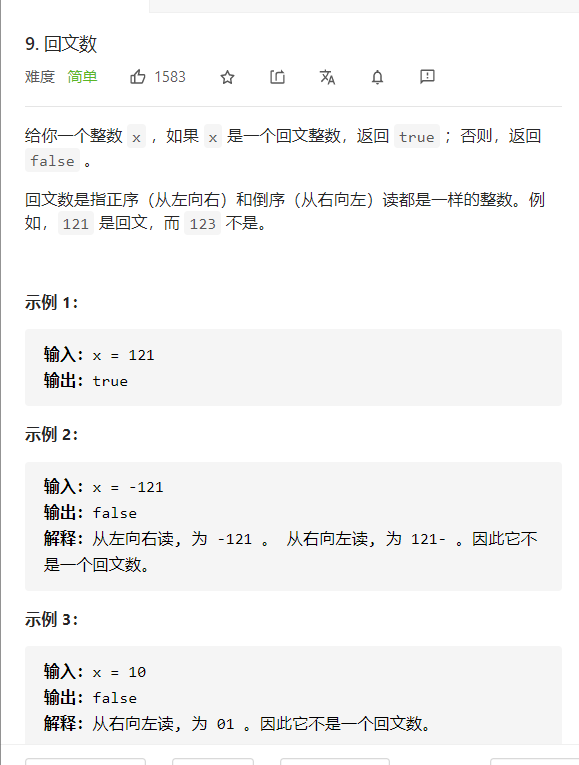 9. 回文数
难度 简单 1583
给你一个整数 x ，如果 x 是一个回文整数，返回 true ；否则，返回
false 。
回文数是指正序（从左向右）和倒序（从右向左）读都是一样的整数。例
如，121 是回文，而 123 不是。
示例 1：
输入：x = 121
输出：true
示例 2：
输入：x = -121
输出：false
解释：从左向右读, 为 -121 。 从右向左读, 为 121- 。因此它不
是一个回文数。
示例 3：
输入：x = 10
输出：false
解释：从右向左读, 为 01 。因此它不是一个回文数。